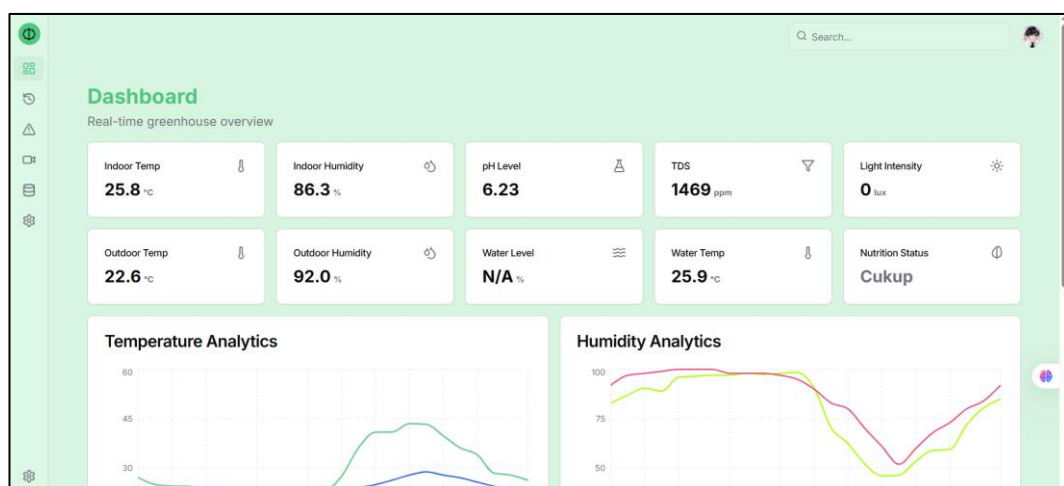 Search...
Dashboard
Real-time greenhouse overview
Indoor Temp
25.8 °C
Indoor Humidity
86.3 %
pH Level
6.23
TDS
1469 ppm
Light Intensity
0 lux
Outdoor Temp
22.6 °C
Outdoor Humidity
92.0 %
Water Level
N/A %
Water Temp
25.9 °C
Nutrition Status
Cukup
Temperature Analytics
60
45
30
Humidity Analytics
100
75
50